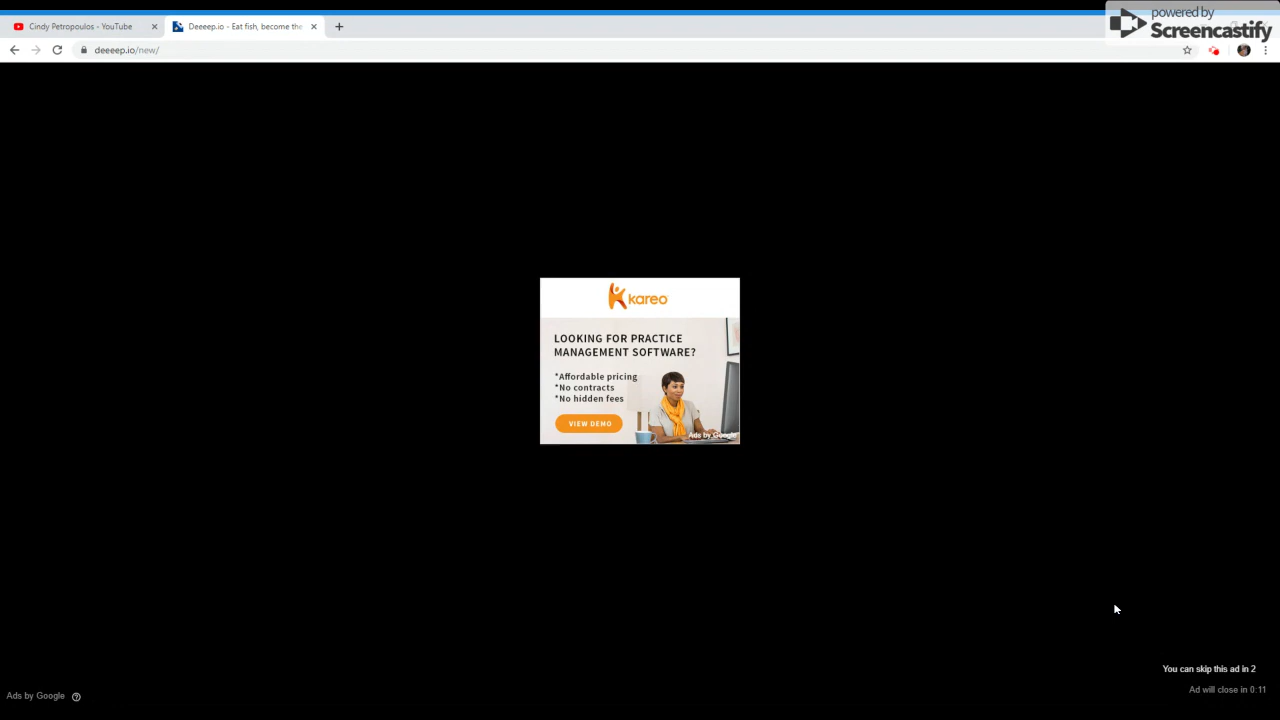 Cindy Petropoulos - YouTube
Deeeep.io - Eat fish, become the
powered by
Screencastify
deeeep.io/new/
kareo
LOOKING FOR PRACTICE
MANAGEMENT SOFTWARE?
*Affordable pricing
*No contracts
*No hidden fees
VIEW DEMO
Ads by Google
You can skip this ad in 2
Ad will close in 0:11
Ads by Google